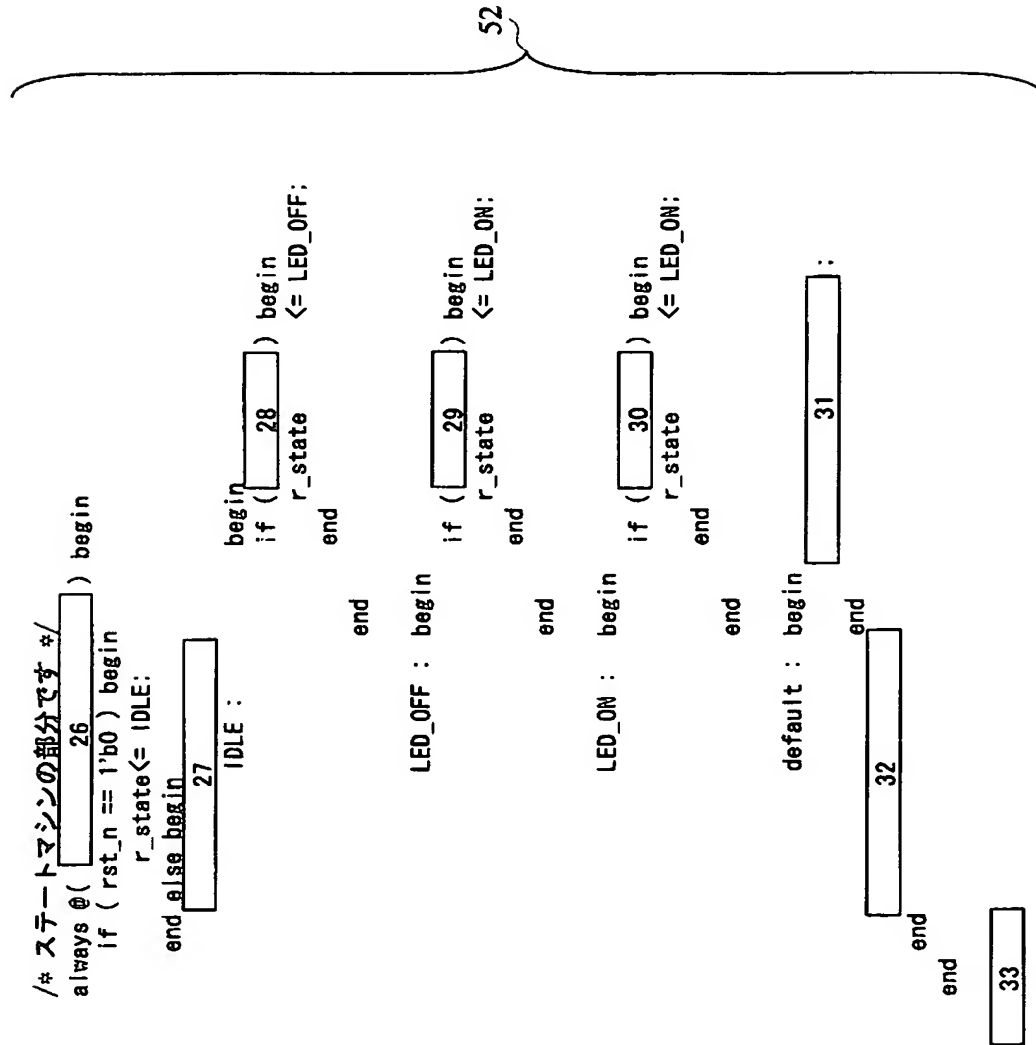 /* ステートマシンの部分です */
always @( 26 ) begin
if ( rst_n == 1'b0 ) begin
r_state<= IDLE;
end else begin
27
IDLE :
begin
if ( 28 ) begin
r_state <= LED_OFF;
end
end
LED_OFF : begin
if ( 29 ) begin
r_state <= LED_ON;
end
end
LED_ON : begin
if ( 30 ) begin
r_state <= LED_ON;
end
end
default : begin
31 ;
end
32
end
end
33
52